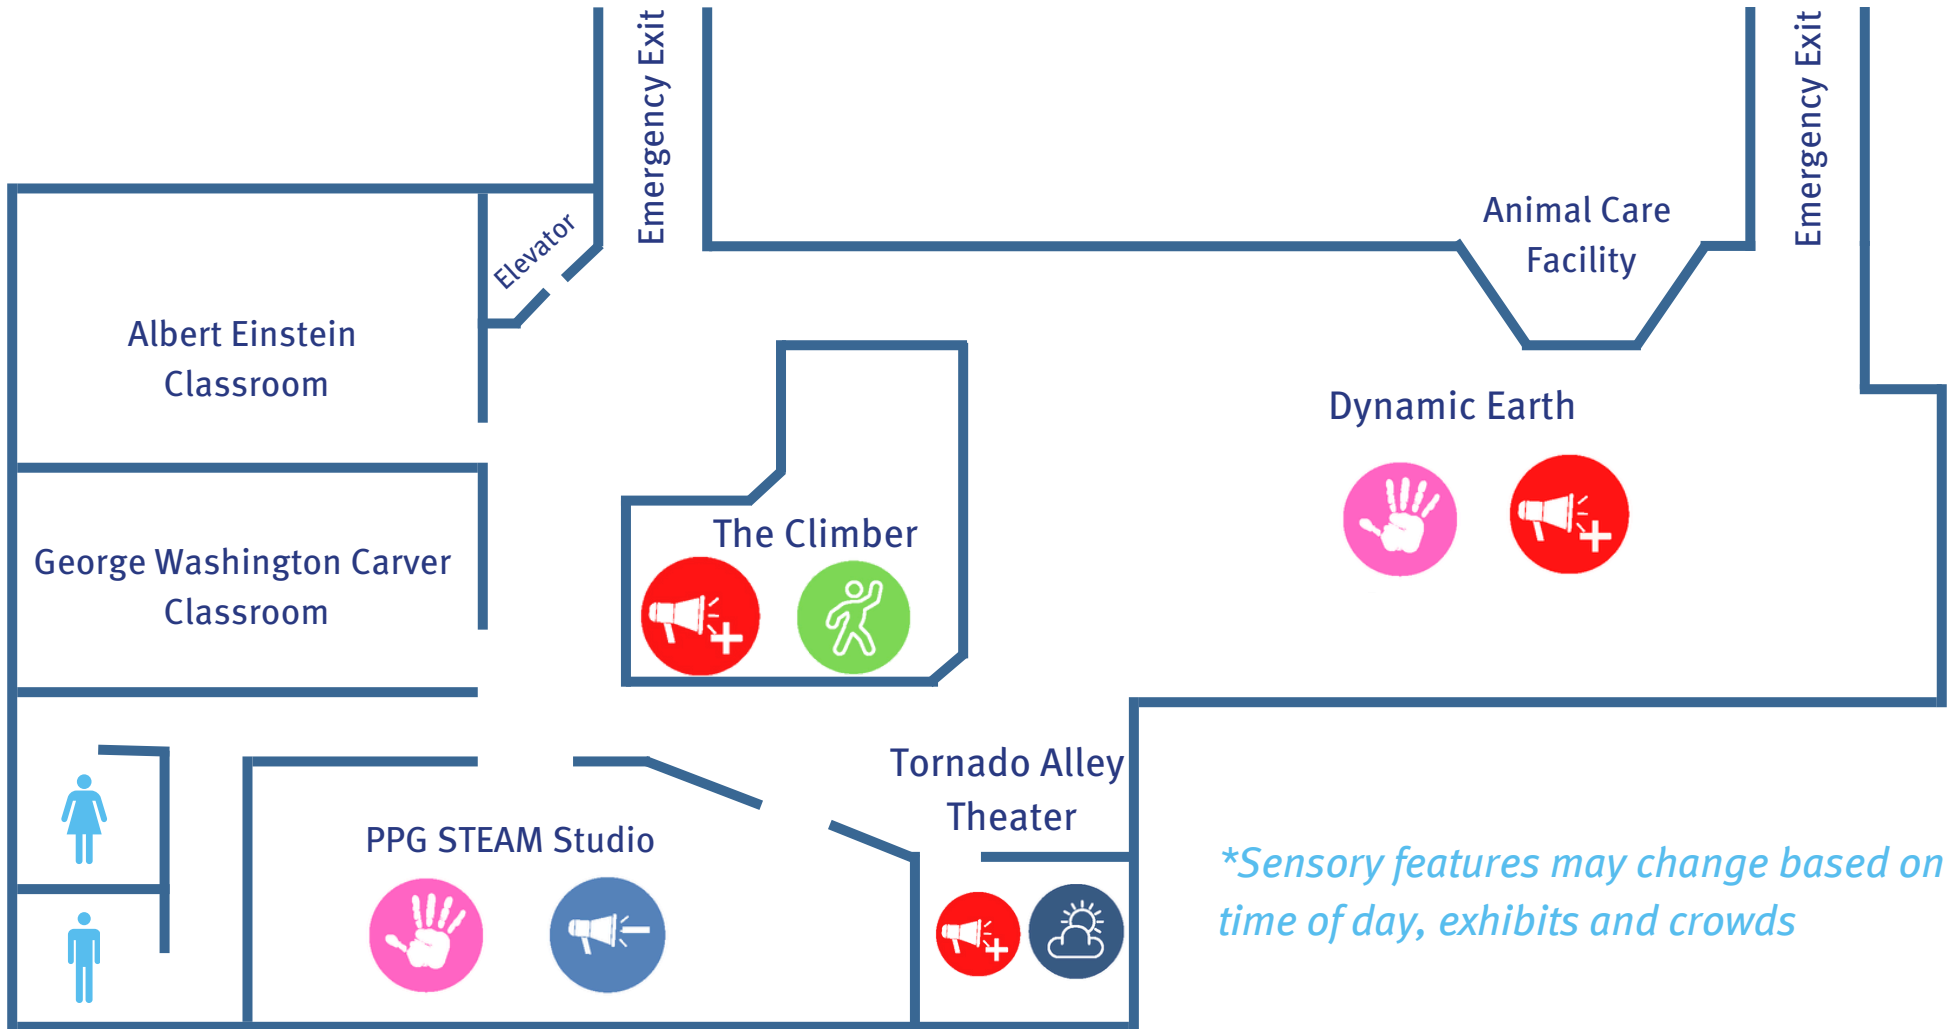 Emergency Exit
Emergency Exit
Animal Care
Facility
Elevator
Albert Einstein
Classroom
Dynamic Earth
The Climber
George Washington Carver
Classroom
Tornado Alley
Theater
PPG STEAM Studio
*Sensory features may change based on
time of day, exhibits and crowds